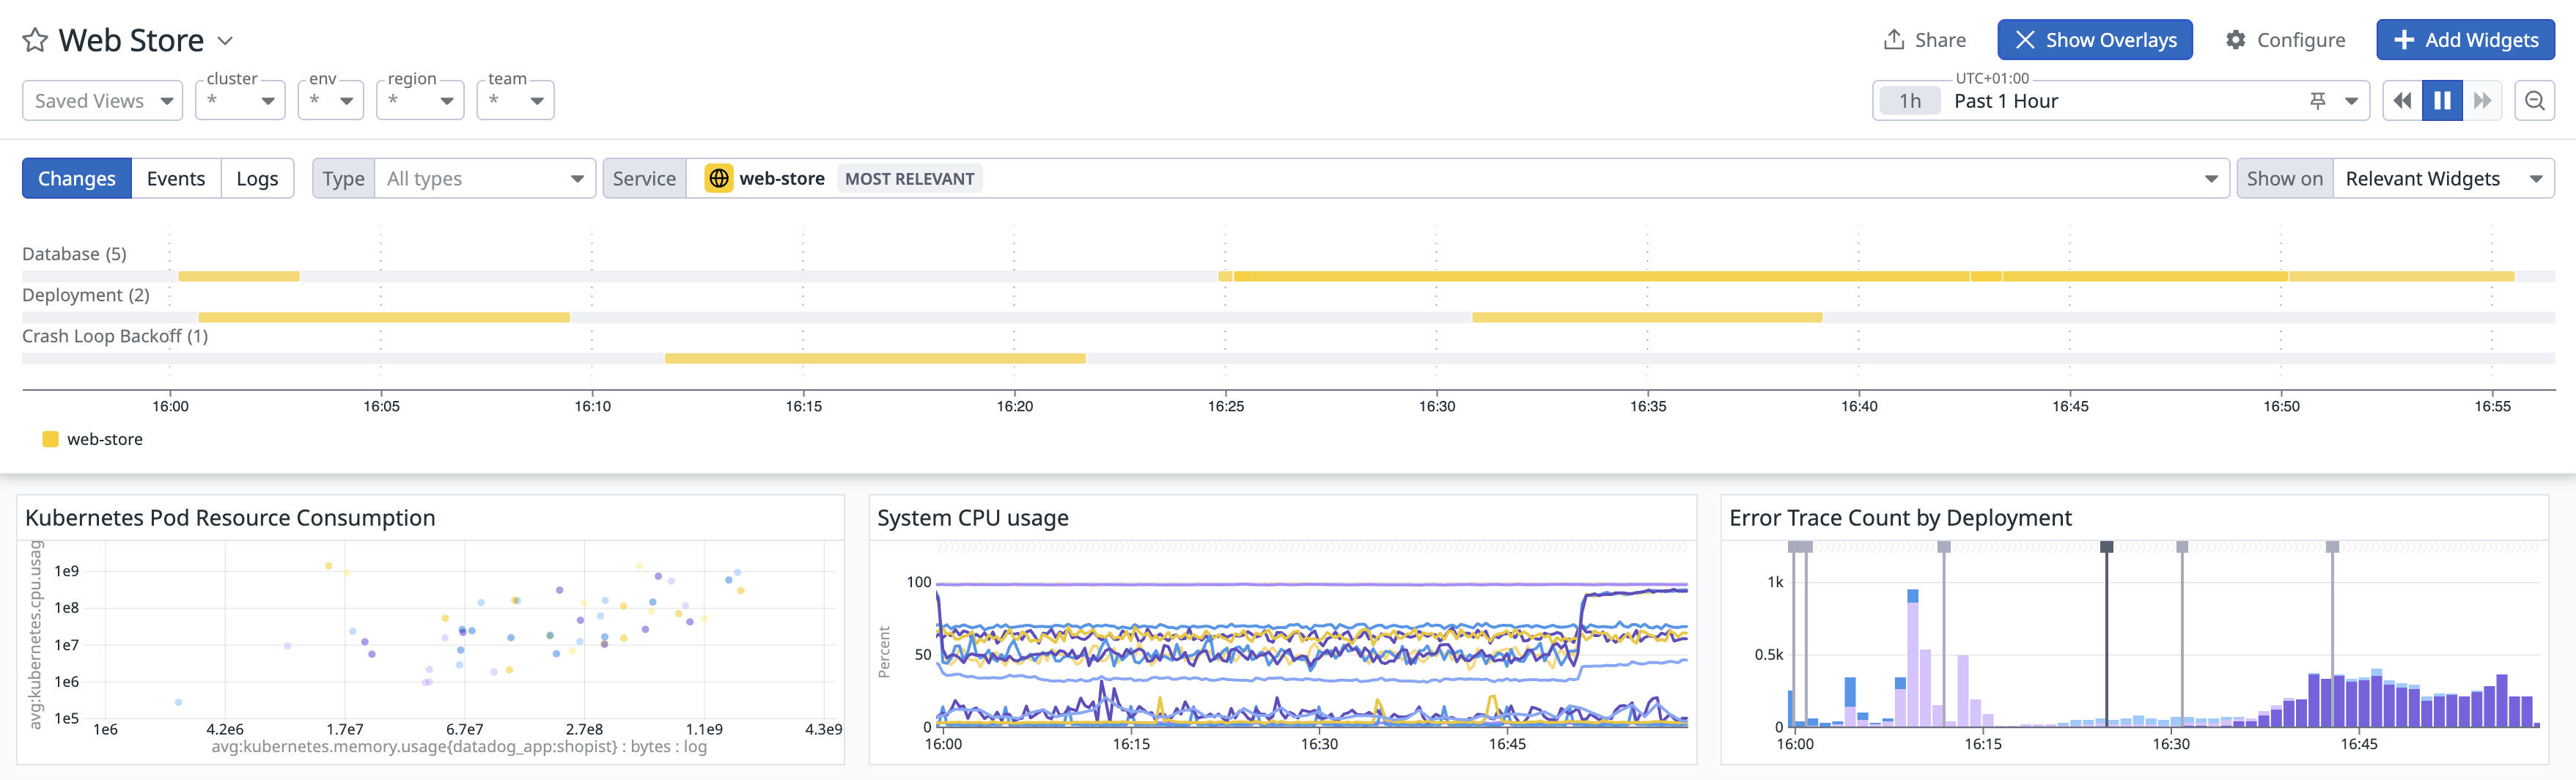 Web Store
Share
Show Overlays
Configure
Add Widgets
Saved Views
cluster
*
env
*
region
*
team
*
UTC+01:00
1h Past 1 Hour
Changes Events Logs
Type All types
Service web-store MOST RELEVANT
Show on Relevant Widgets
Database (5)
Deployment (2)
Crash Loop Backoff (1)
16:00 16:05 16:10 16:15 16:20 16:25 16:30 16:35 16:40 16:45 16:50 16:55
web-store
Kubernetes Pod Resource Consumption
avg:kubernetes.cpu.usag
1e9
1e8
1e7
1e6
1e5
1e6 4.2e6 1.7e7 6.7e7 2.7e8 1.1e9 4.3e9
avg:kubernetes.memory.usage{datadog_app:shopist} : bytes : log
System CPU usage
Percent
100
50
0
16:00 16:15 16:30 16:45
Error Trace Count by Deployment
1k
0.5k
0
16:00 16:15 16:30 16:45